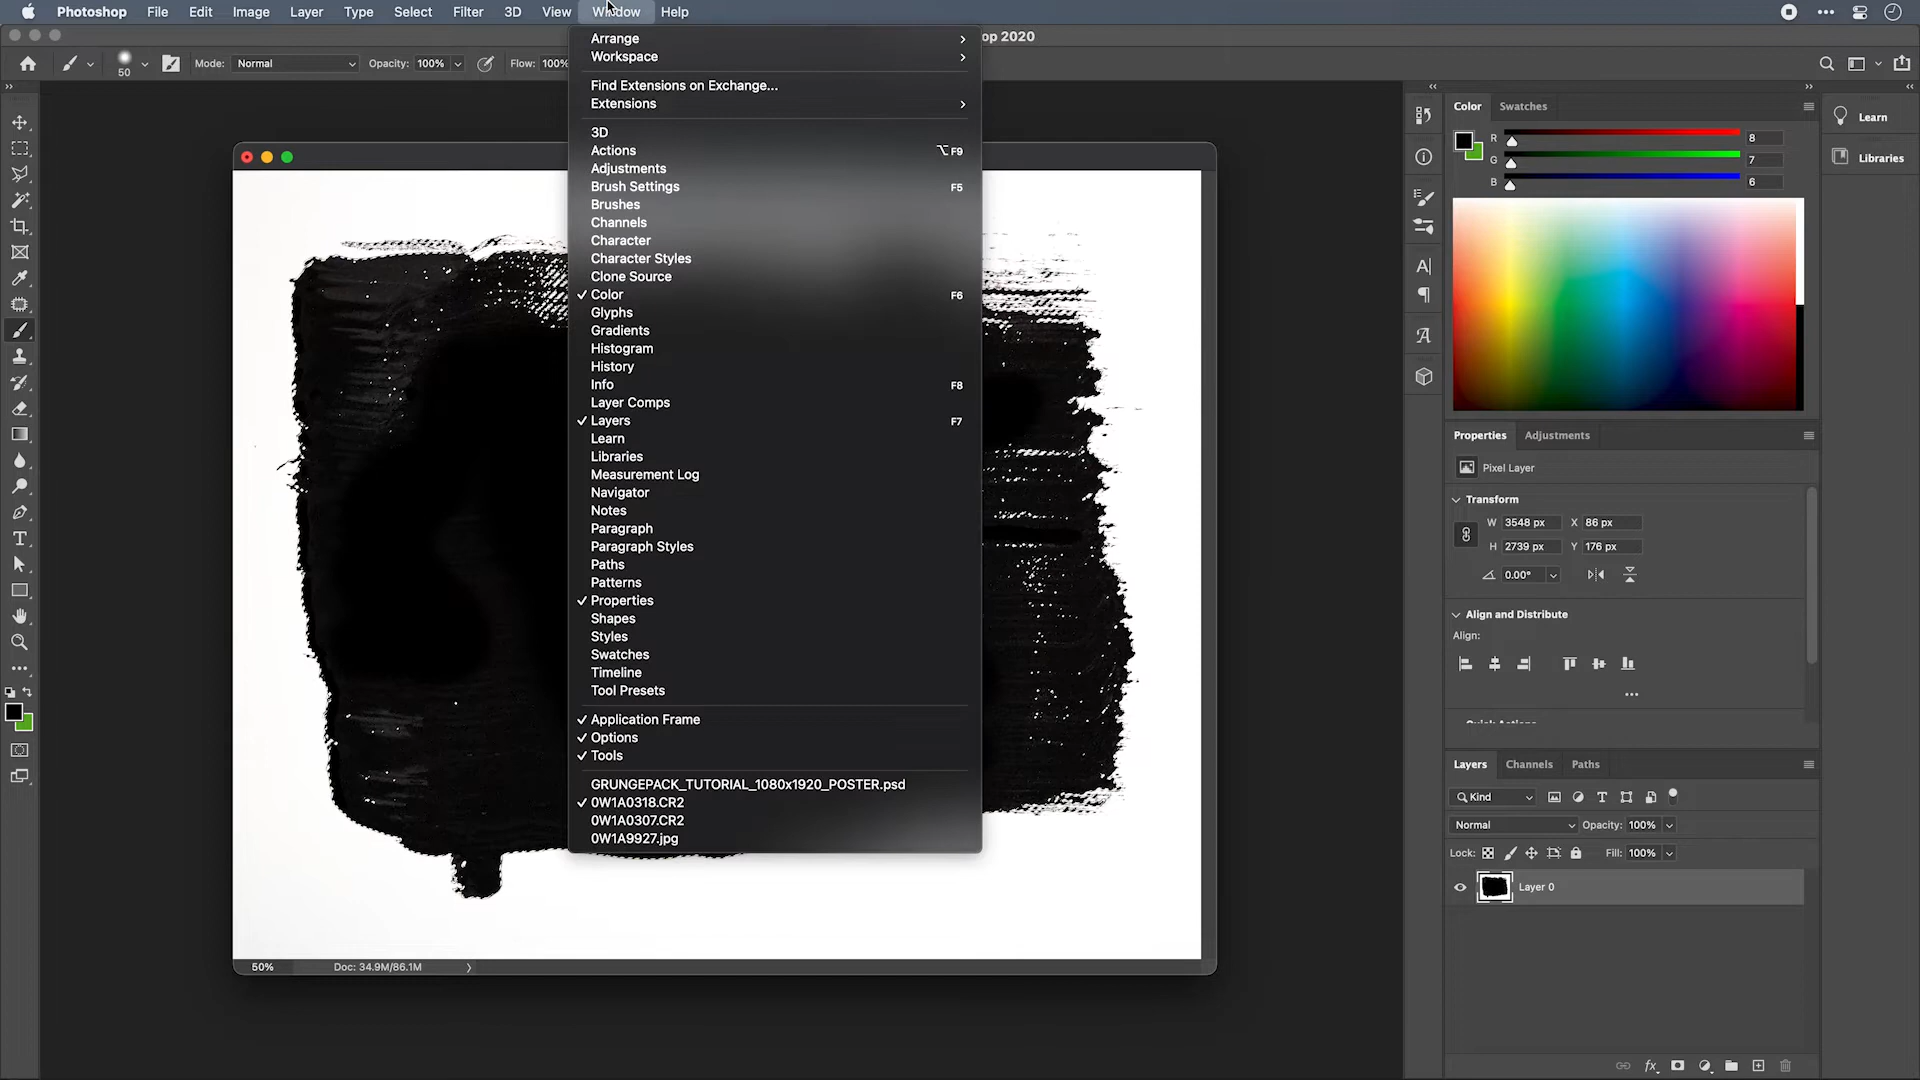 Photoshop File Edit Image Layer Type Select Filter 3D View Window Help
op 2020
50 Mode: Normal Opacity: 100% Flow: 100%
Arrange
Workspace
Find Extensions on Exchange...
Extensions
3D
Actions ⌥F9
Adjustments
Brush Settings F5
Brushes
Channels
Character
Character Styles
Clone Source
✓ Color F6
Glyphs
Gradients
Histogram
History
Info F8
Layer Comps
✓ Layers F7
Learn
Libraries
Measurement Log
Navigator
Notes
Paragraph
Paragraph Styles
Paths
Patterns
✓ Properties
Shapes
Styles
Swatches
Timeline
Tool Presets
✓ Application Frame
✓ Options
✓ Tools
GRUNGEPACK_TUTORIAL_1080x1920_POSTER.psd
✓ 0W1A0318.CR2
0W1A0307.CR2
0W1A9927.jpg
50% Doc: 34.9M/86.1M
Color Swatches
R 8
G 7
B 6
Learn
Libraries
Properties Adjustments
Pixel Layer
Transform
W 3548 px X 86 px
H 2739 px Y 176 px
0.00°
Align and Distribute
Align:
Layers Channels Paths
Kind
Normal Opacity: 100%
Lock: Fill: 100%
Layer 0
fx